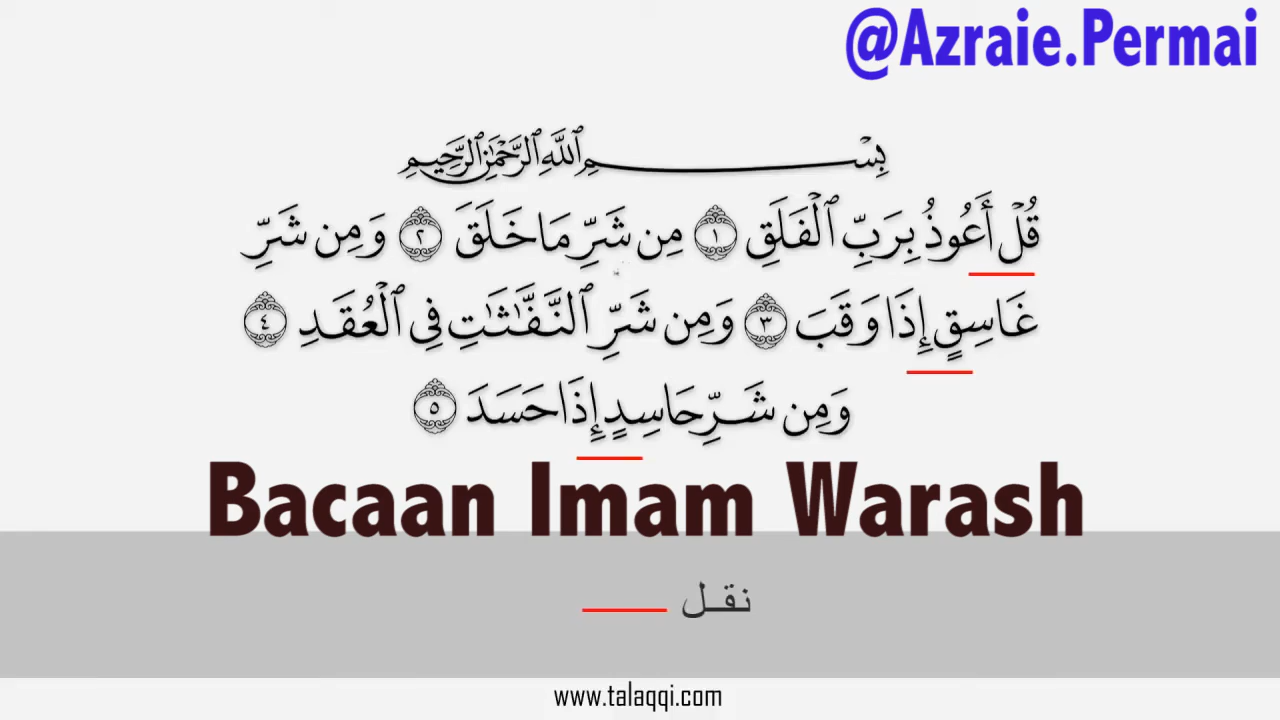 @Azraie.Permai
بِسْمِ ٱللَّهِ ٱلرَّحْمَٰنِ ٱلرَّحِيمِ
قُلْ أَعُوذُ بِرَبِّ ٱلْفَلَقِ ١ مِن شَرِّ مَا خَلَقَ ٢ وَمِن شَرِّ
غَاسِقٍ إِذَا وَقَبَ ٣ وَمِن شَرِّ ٱلنَّفَّٰثَٰتِ فِي ٱلْعُقَدِ ٤
وَمِن شَرِّ حَاسِدٍ إِذَا حَسَدَ ٥
Bacaan Imam Warash
نقـل
www.talaqqi.com